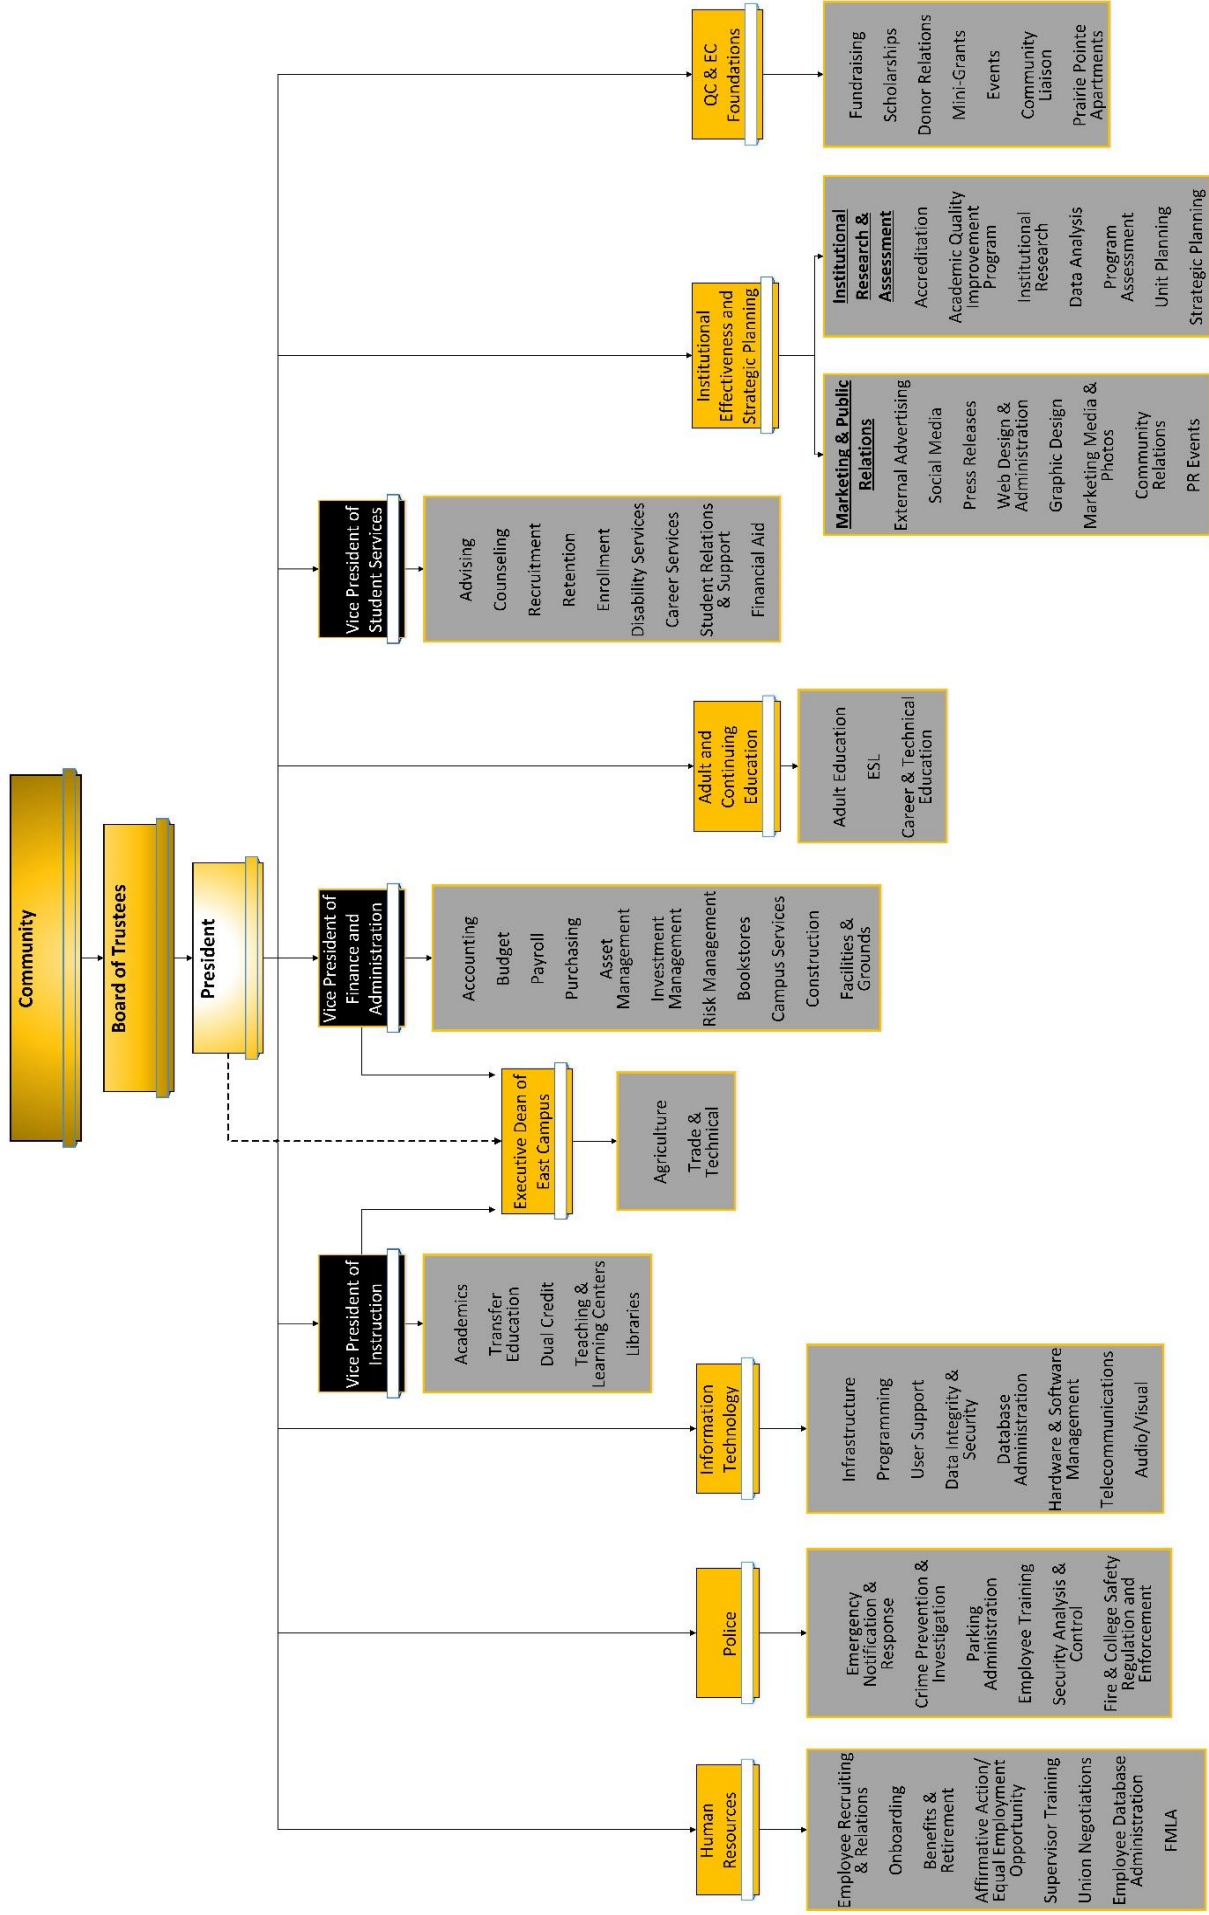 Community
Board of Trustees
President
Vice President of
Instruction
Academics
Transfer
Education
Dual Credit
Teaching &
Learning Centers
Libraries
Executive Dean of
East Campus
Agriculture
Trade &
Technical
Vice President of
Finance and
Administration
Accounting
Budget
Payroll
Purchasing
Asset
Management
Investment
Management
Risk Management
Bookstores
Campus Services
Construction
Facilities &
Grounds
Vice President of
Student Services
Advising
Counseling
Recruitment
Retention
Enrollment
Disability Services
Career Services
Student Relations
& Support
Financial Aid
Human
Resources
Employee Recruiting
& Relations
Onboarding
Benefits &
Retirement
Affirmative Action/
Equal Employment
Opportunity
Supervisor Training
Union Negotiations
Employee Database
Administration
FMLA
Police
Emergency
Notification &
Response
Crime Prevention &
Investigation
Parking
Administration
Employee Training
Security Analysis &
Control
Fire & College Safety
Regulation and
Enforcement
Information
Technology
Infrastructure
Programming
User Support
Data Integrity &
Security
Database
Administration
Hardware & Software
Management
Telecommunications
Audio/Visual
Adult and
Continuing
Education
Adult Education
ESL
Career & Technical
Education
Institutional
Effectiveness and
Strategic Planning
Marketing & Public
Relations
External Advertising
Social Media
Press Releases
Web Design &
Administration
Graphic Design
Marketing Media &
Photos
Community
Relations
PR Events
Institutional
Research &
Assessment
Accreditation
Academic Quality
Improvement
Program
Institutional
Research
Data Analysis
Program
Assessment
Unit Planning
Strategic Planning
QC & EC
Foundations
Fundraising
Scholarships
Donor Relations
Mini-Grants
Events
Community
Liaison
Prairie Pointe
Apartments